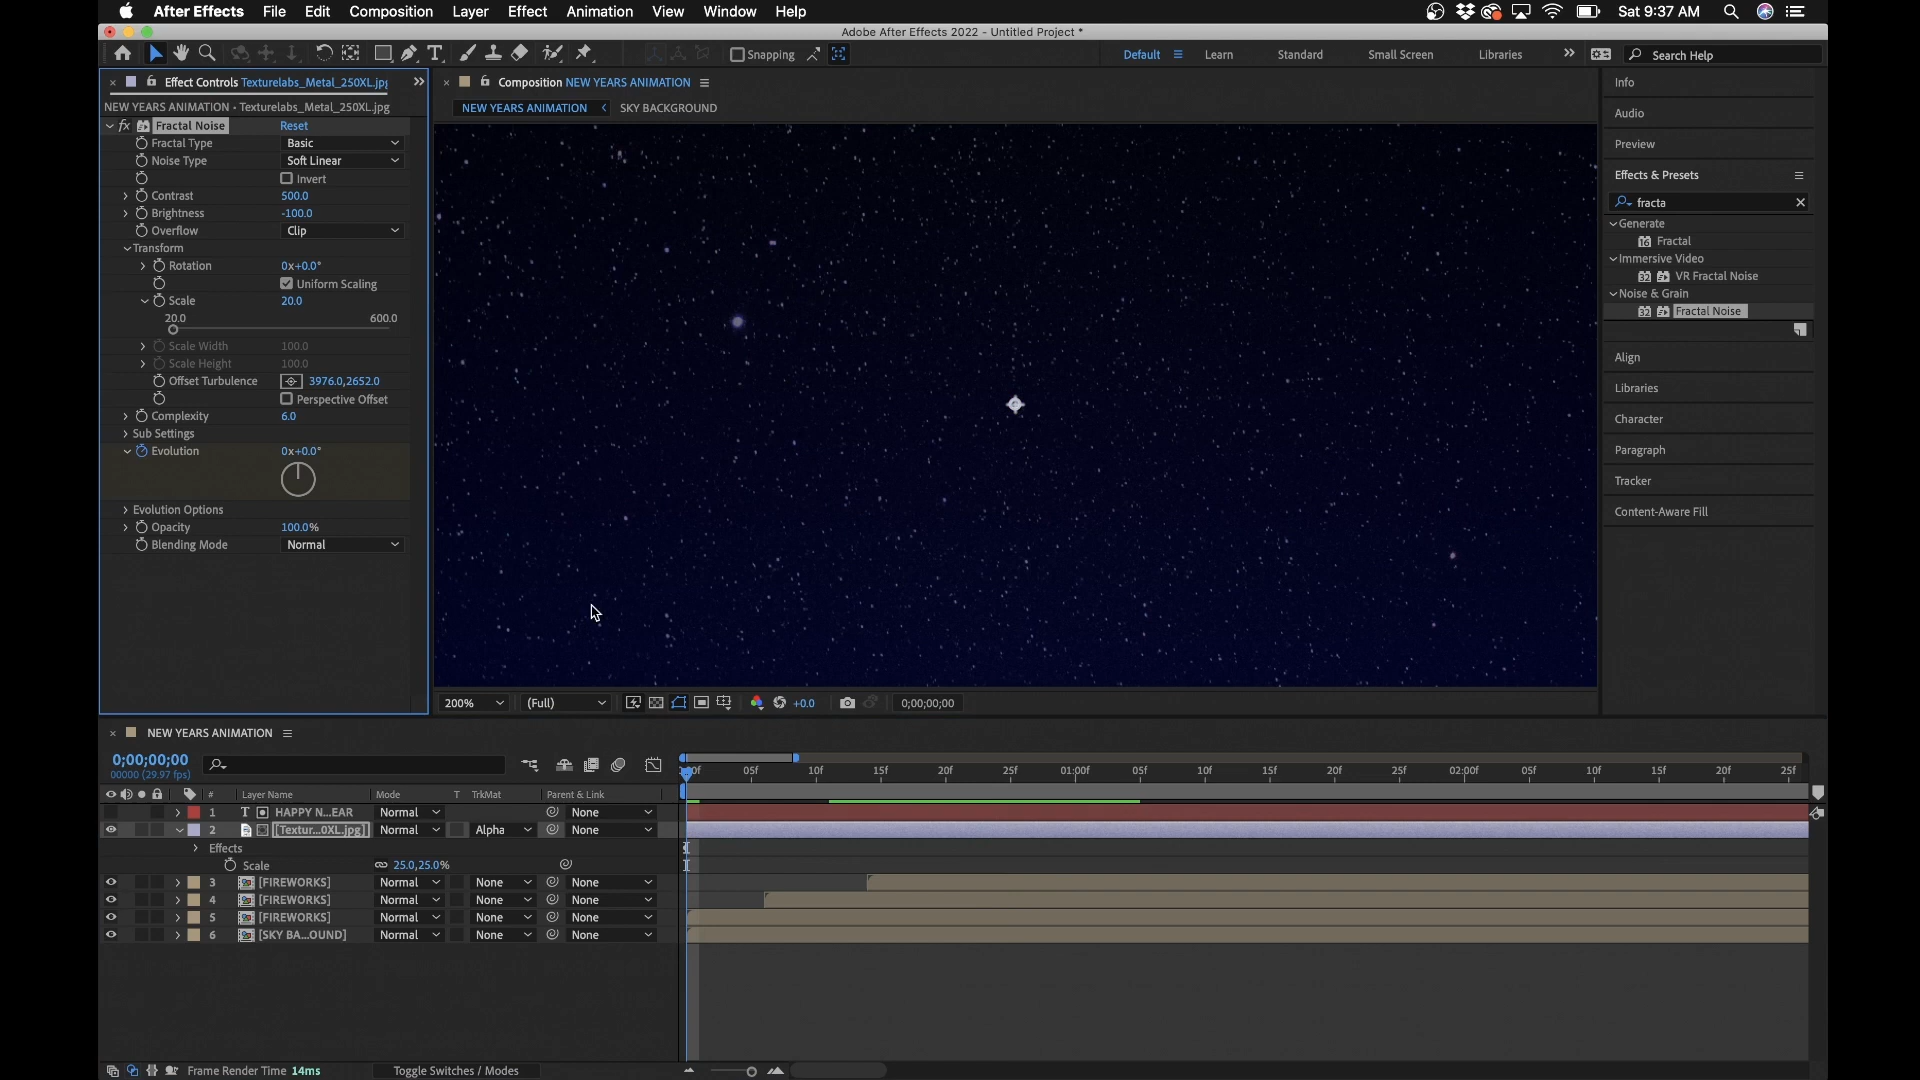 After Effects File Edit Composition Layer Effect Animation View Window Help Sat 9:37 AM
Adobe After Effects 2022 - Untitled Project *
Snapping Default Learn Standard Small Screen Libraries Search Help
Effect Controls Texturelabs_Metal_250XL.jpg
NEW YEARS ANIMATION • Texturelabs_Metal_250XL.jpg
fx Fractal Noise Reset
Fractal Type Basic
Noise Type Soft Linear
Invert
Contrast 500.0
Brightness -100.0
Overflow Clip
Transform
Rotation 0x+0.0°
Uniform Scaling
Scale 20.0
20.0 600.0
Scale Width 100.0
Scale Height 100.0
Offset Turbulence 3976.0,2652.0
Perspective Offset
Complexity 6.0
Sub Settings
Evolution 0x+0.0°
Evolution Options
Opacity 100.0%
Blending Mode Normal
Composition NEW YEARS ANIMATION
NEW YEARS ANIMATION SKY BACKGROUND
200% (Full) +0.0 0;00;00;00
Info
Audio
Preview
Effects & Presets
fracta
Generate
16 Fractal
Immersive Video
32 VR Fractal Noise
Noise & Grain
32 Fractal Noise
Align
Libraries
Character
Paragraph
Tracker
Content-Aware Fill
NEW YEARS ANIMATION
0;00;00;00
00000 (29.97 fps)
05f 10f 15f 20f 25f 01:00f 05f 10f 15f 20f 02:00f 05f 10f 15f 20f 25f
# Layer Name Mode T TrkMat Parent & Link
1 T HAPPY N...EAR Normal None
2 [Textur...0XL.jpg] Normal Alpha None
Effects
Scale 25.0,25.0%
3 [FIREWORKS] Normal None None
4 [FIREWORKS] Normal None None
5 [FIREWORKS] Normal None None
6 [SKY BA...OUND] Normal None None
Frame Render Time 14ms Toggle Switches / Modes